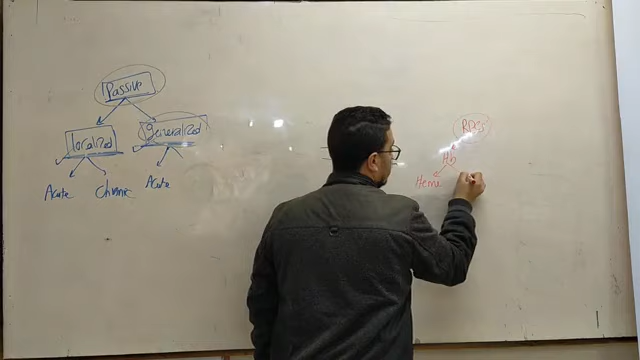 Passive
localized
generalized
Acute
chronic
Acute
RBCs
Hb
Heme